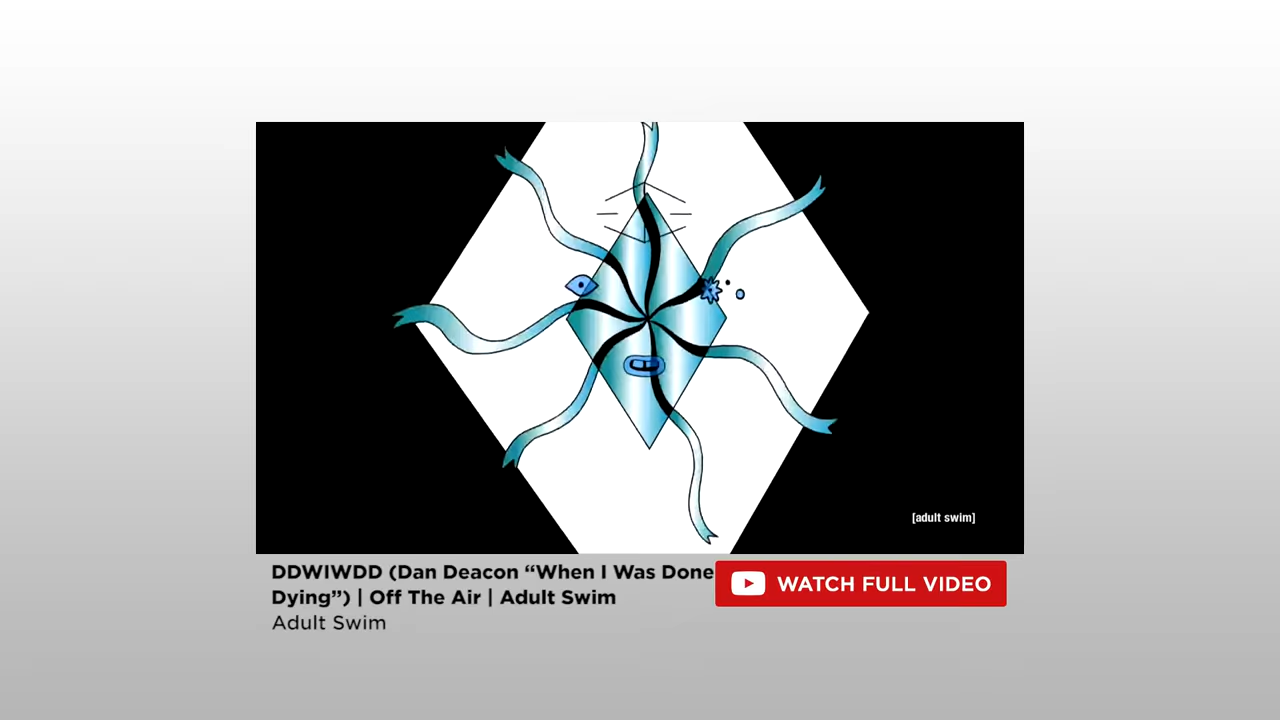 [adult swim]
DDWIWDD (Dan Deacon “When I Was Done
Dying”) | Off The Air | Adult Swim
Adult Swim
WATCH FULL VIDEO